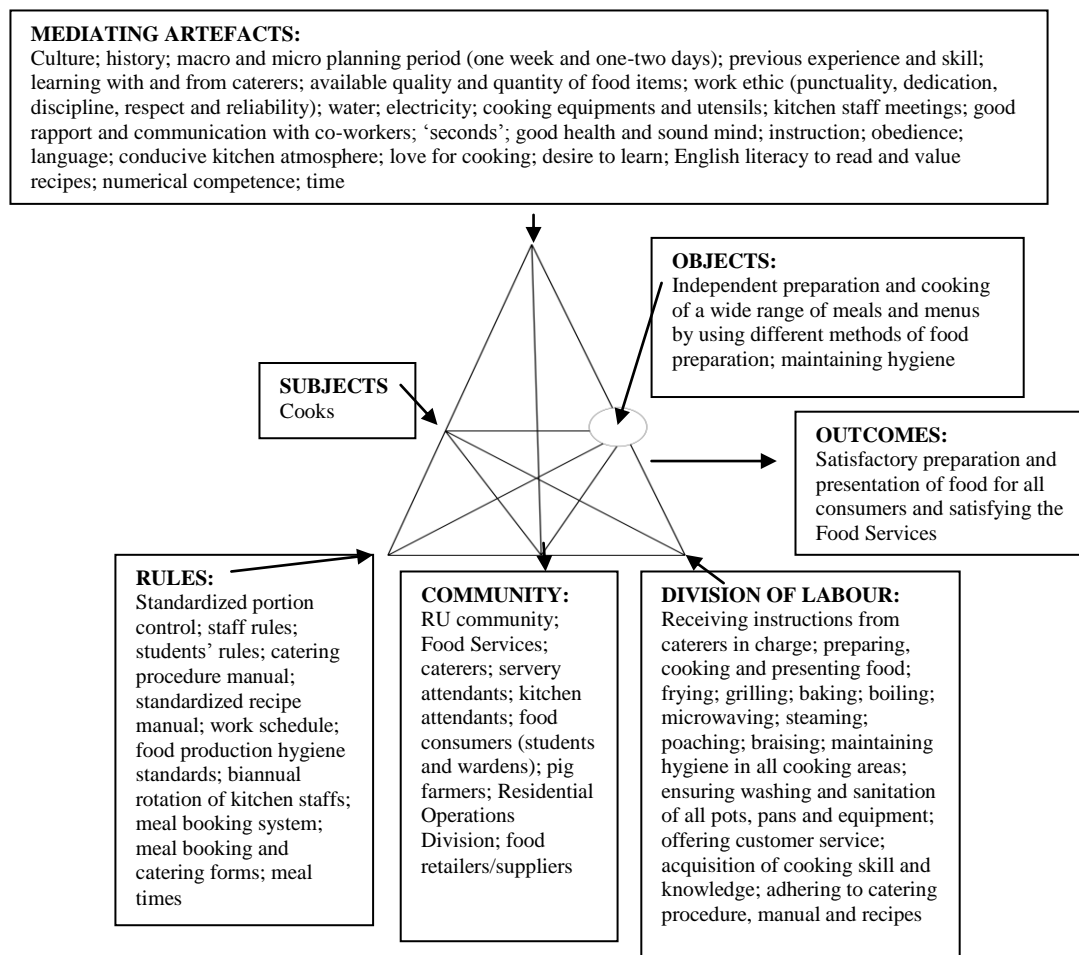 MEDIATING ARTEFACTS:
Culture; history; macro and micro planning period (one week and one-two days); previous experience and skill;
learning with and from caterers; available quality and quantity of food items; work ethic (punctuality, dedication,
discipline, respect and reliability); water; electricity; cooking equipments and utensils; kitchen staff meetings; good
rapport and communication with co-workers; ‘seconds’; good health and sound mind; instruction; obedience;
language; conducive kitchen atmosphere; love for cooking; desire to learn; English literacy to read and value
recipes; numerical competence; time
OBJECTS:
Independent preparation and cooking
of a wide range of meals and menus
by using different methods of food
preparation; maintaining hygiene
SUBJECTS
Cooks
OUTCOMES:
Satisfactory preparation and
presentation of food for all
consumers and satisfying the
Food Services
RULES:
Standardized portion
control; staff rules;
students’ rules; catering
procedure manual;
standardized recipe
manual; work schedule;
food production hygiene
standards; biannual
rotation of kitchen staffs;
meal booking system;
meal booking and
catering forms; meal
times
COMMUNITY:
RU community;
Food Services;
caterers; servery
attendants; kitchen
attendants; food
consumers (students
and wardens); pig
farmers; Residential
Operations
Division; food
retailers/suppliers
DIVISION OF LABOUR:
Receiving instructions from
caterers in charge; preparing,
cooking and presenting food;
frying; grilling; baking; boiling;
microwaving; steaming;
poaching; braising; maintaining
hygiene in all cooking areas;
ensuring washing and sanitation
of all pots, pans and equipment;
offering customer service;
acquisition of cooking skill and
knowledge; adhering to catering
procedure, manual and recipes